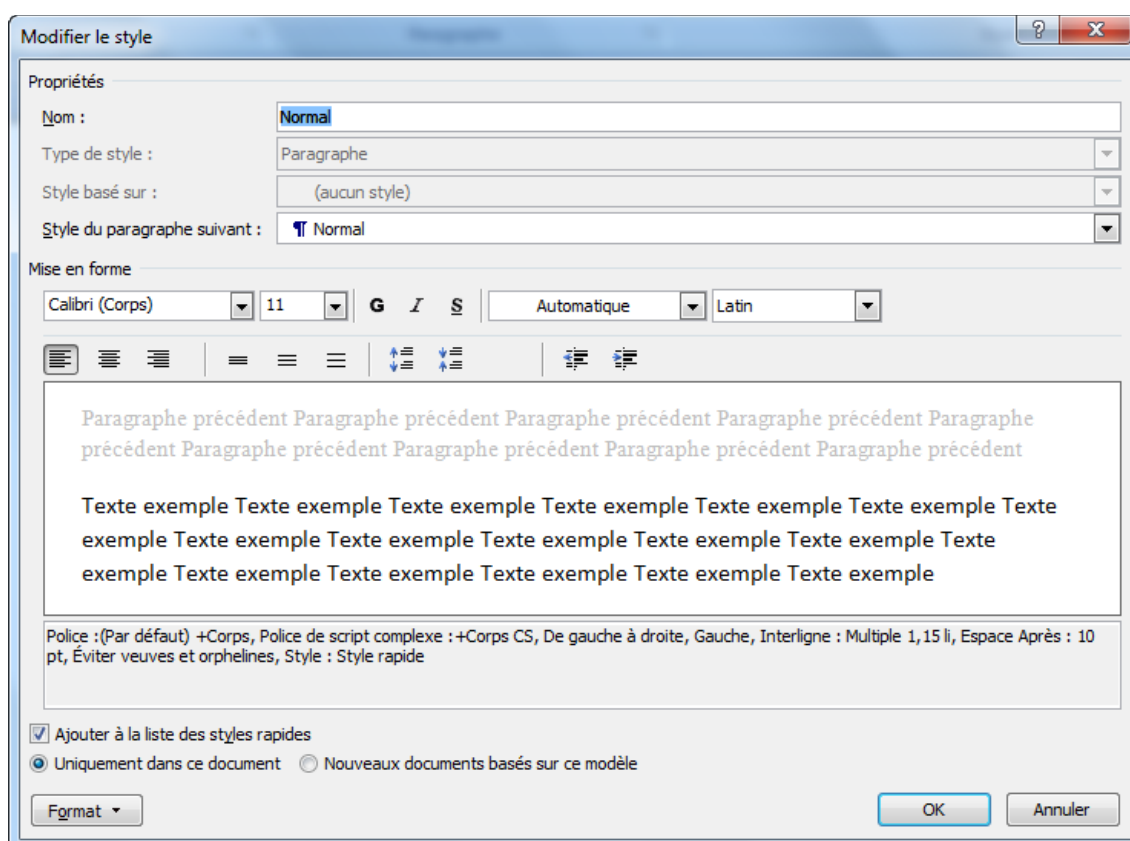 Modifier le style
Propriétés
Nom : Normal
Type de style : Paragraphe
Style basé sur : (aucun style)
Style du paragraphe suivant : ¶ Normal
Mise en forme
Calibri (Corps) 11 G I S Automatique Latin
Paragraphe précédent Paragraphe précédent Paragraphe précédent Paragraphe précédent Paragraphe
précédent Paragraphe précédent Paragraphe précédent Paragraphe précédent Paragraphe précédent
Texte exemple Texte exemple Texte exemple Texte exemple Texte exemple Texte exemple Texte
exemple Texte exemple Texte exemple Texte exemple Texte exemple Texte exemple Texte
exemple Texte exemple Texte exemple Texte exemple Texte exemple Texte exemple
Police :(Par défaut) +Corps, Police de script complexe :+Corps CS, De gauche à droite, Gauche, Interligne : Multiple 1,15 li, Espace Après : 10
pt, Éviter veuves et orphelines, Style : Style rapide
Ajouter à la liste des styles rapides
Uniquement dans ce document Nouveaux documents basés sur ce modèle
Format OK Annuler